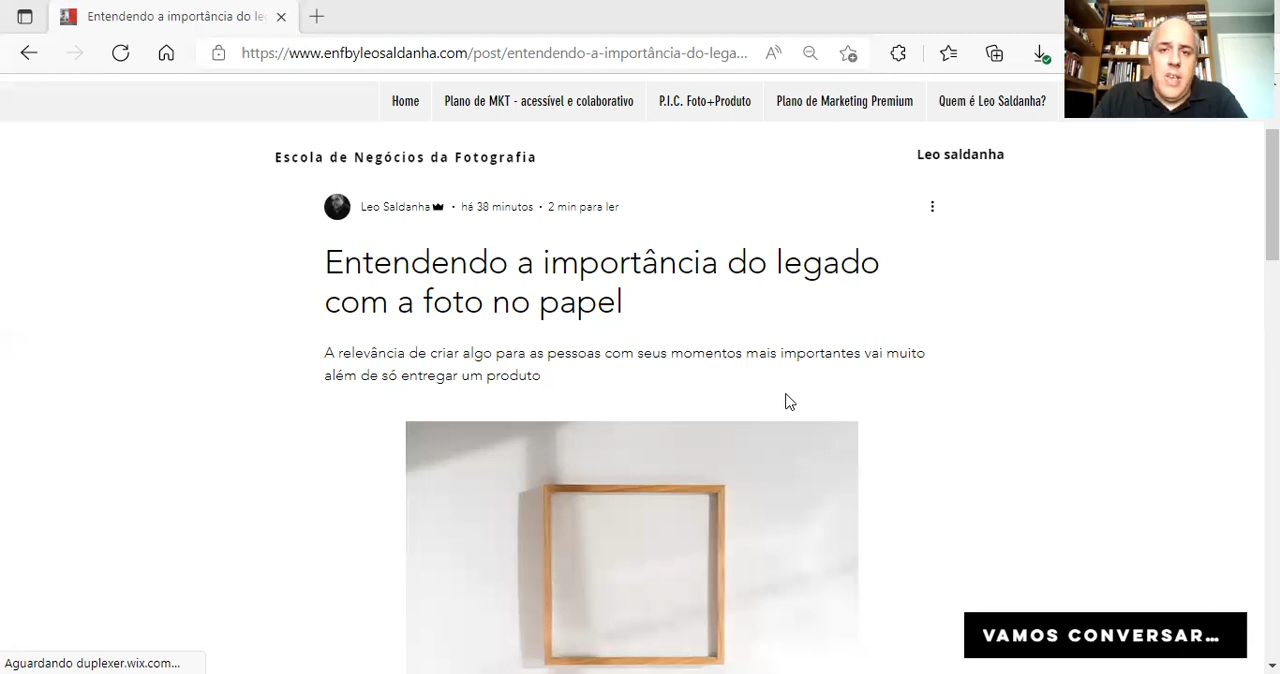 Entendendo a importância do le
https://www.enfbyleosaldanha.com/post/entendendo-a-importância-do-lega...
Home Plano de MKT - acessível e colaborativo P.I.C. Foto+Produto Plano de Marketing Premium Quem é Leo Saldanha?
Escola de Negócios da Fotografia
Leo saldanha
Leo Saldanha · há 38 minutos · 2 min para ler
Entendendo a importância do legado
com a foto no papel
A relevância de criar algo para as pessoas com seus momentos mais importantes vai muito
além de só entregar um produto
VAMOS CONVERSAR...
Aguardando duplexer.wix.com...